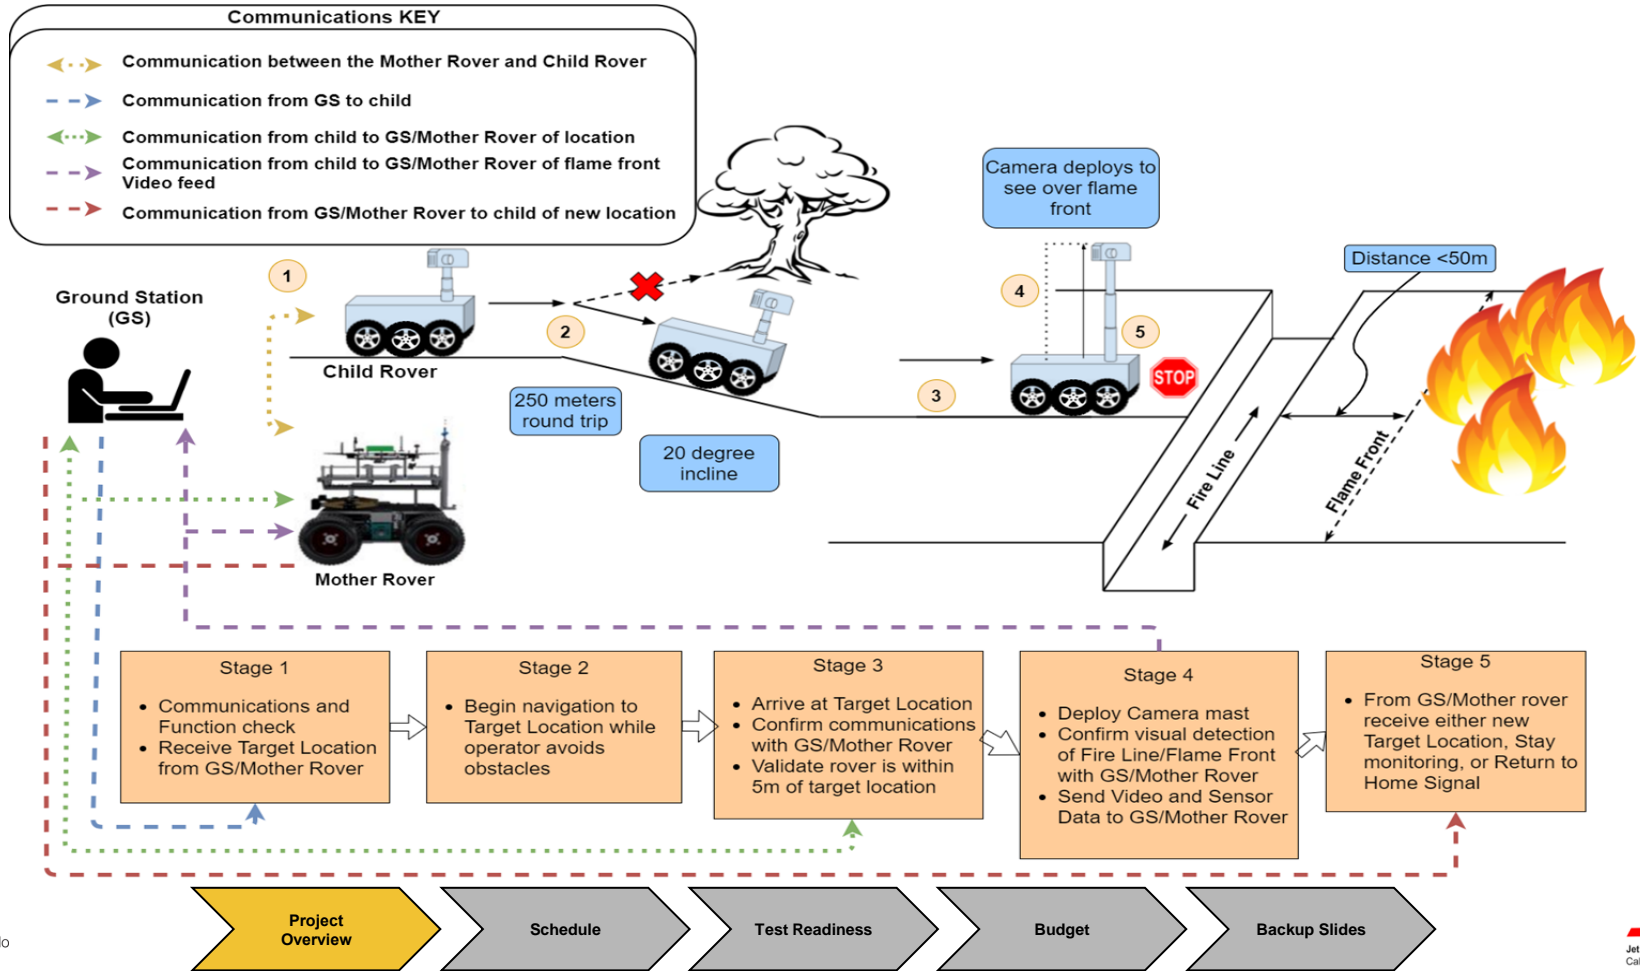 Communications KEY
Communication between the Mother Rover and Child Rover
Communication from GS to child
Communication from child to GS/Mother Rover of location
Communication from child to GS/Mother Rover of flame front
Video feed
Communication from GS/Mother Rover to child of new location
Camera deploys to
see over flame
front
Distance <50m
1
Ground Station
(GS)
4
2
5
Child Rover
STOP
3
250 meters
round trip
20 degree
incline
Fire Line
Flame Front
Mother Rover
Stage 1
• Communications and
Function check
• Receive Target Location
from GS/Mother Rover
Stage 2
• Begin navigation to
Target Location while
operator avoids
obstacles
Stage 3
• Arrive at Target Location
• Confirm communications
with GS/Mother Rover
• Validate rover is within
5m of target location
Stage 4
• Deploy Camera mast
• Confirm visual detection
of Fire Line/Flame Front
with GS/Mother Rover
• Send Video and Sensor
Data to GS/Mother Rover
Stage 5
• From GS/Mother rover
receive either new
Target Location, Stay
monitoring, or Return to
Home Signal
Project
Overview
Schedule
Test Readiness
Budget
Backup Slides
Jet